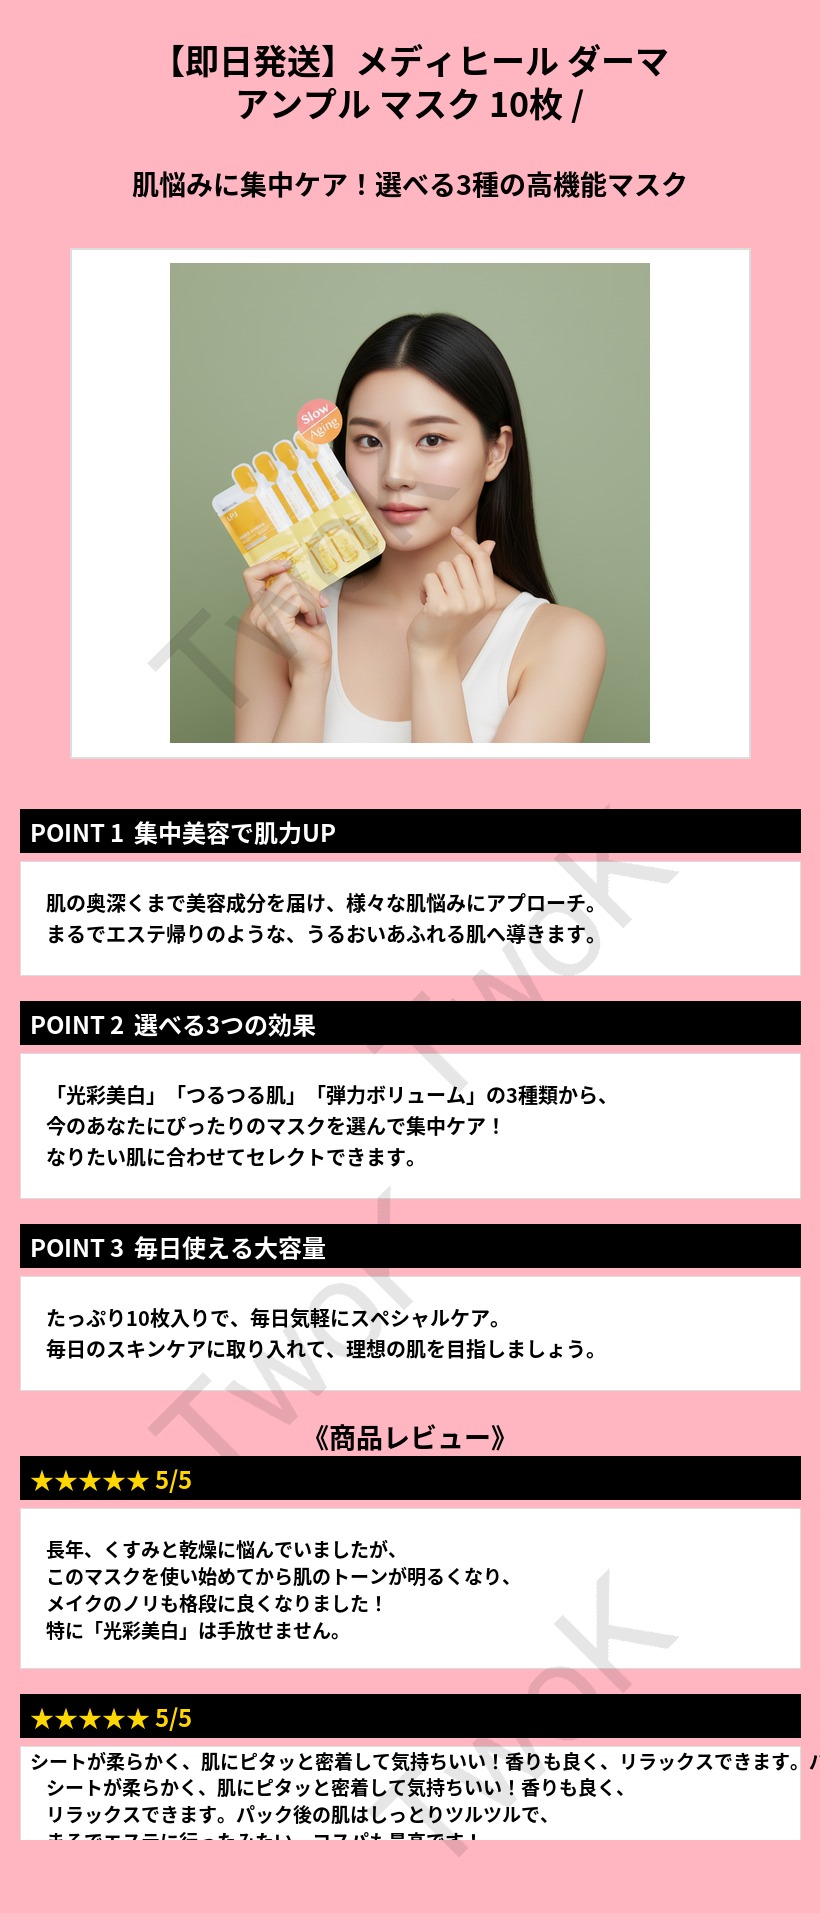 【即日発送】メディヒール ダーマ
アンプル マスク 10枚 /
肌悩みに集中ケア！選べる3種の高機能マスク
Slow
Aging
TwoK
POINT 1 集中美容で肌力UP
肌の奥深くまで美容成分を届け、様々な肌悩みにアプローチ。
まるでエステ帰りのような、うるおいあふれる肌へ導きます。
TwoK
POINT 2 選べる3つの効果
「光彩美白」「つるつる肌」「弾力ボリューム」の3種類から、
今のあなたにぴったりのマスクを選んで集中ケア！
なりたい肌に合わせてセレクトできます。
POINT 3 毎日使える大容量
たっぷり10枚入りで、毎日気軽にスペシャルケア。
毎日のスキンケアに取り入れて、理想の肌を目指しましょう。
TwoK
《商品レビュー》
★★★★★ 5/5
長年、くすみと乾燥に悩んでいましたが、
このマスクを使い始めてから肌のトーンが明るくなり、
メイクのノリも格段に良くなりました！
特に「光彩美白」は手放せません。
TwoK
★★★★★ 5/5
シートが柔らかく、肌にピタッと密着して気持ちいい！香りも良く、リラックスできます。
シートが柔らかく、肌にピタッと密着して気持ちいい！香りも良く、
リラックスできます。パック後の肌はしっとりツルツルで、
まるでエステに行ったみたい。コスパも最高です！